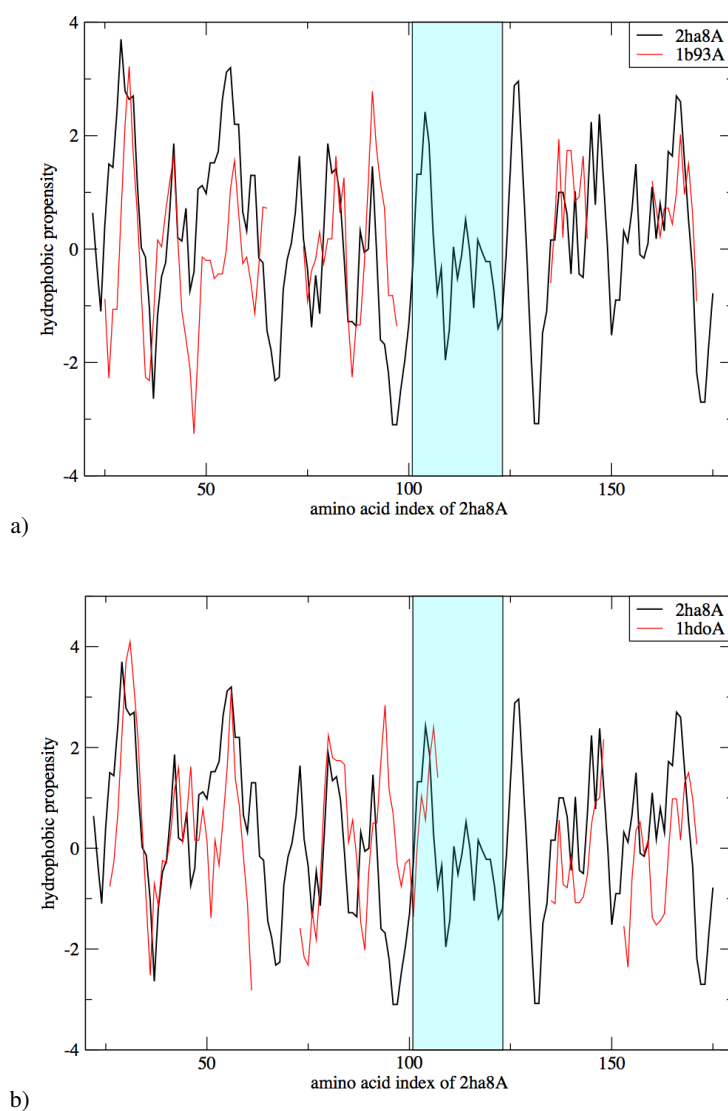 4
2
0
-2
-4
hydrophobic propensity
2ha8A
1b93A
50
100
150
amino acid index of 2ha8A
a)
4
2
0
-2
-4
hydrophobic propensity
2ha8A
1hdoA
50
100
150
amino acid index of 2ha8A
b)